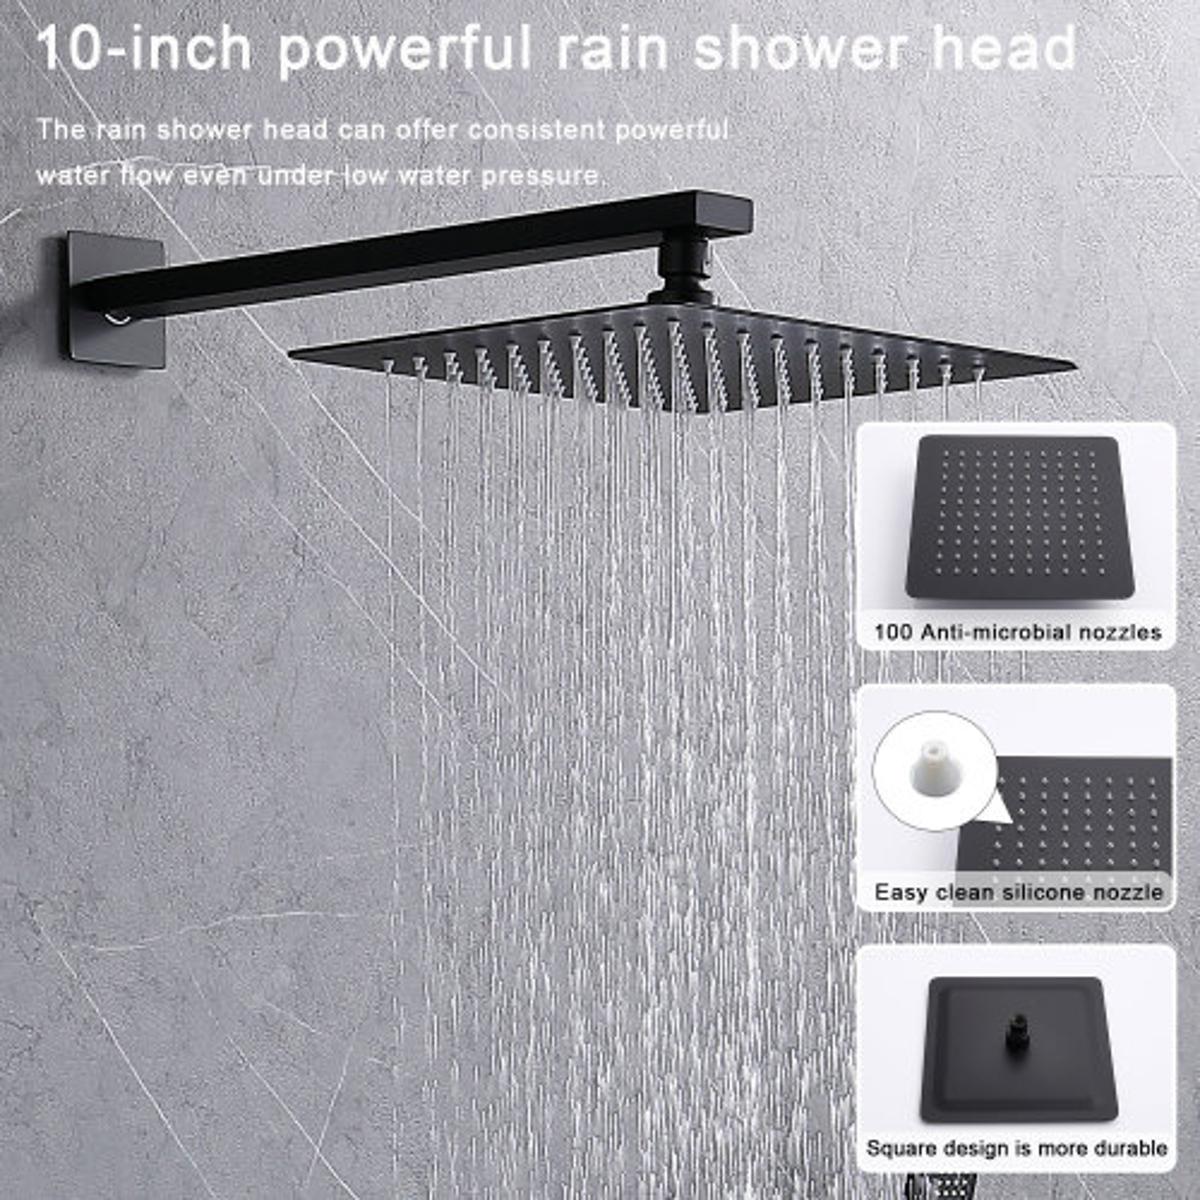 10-inch powerful rain shower head
The rain shower head can offer consistent powerful
water flow even under low water pressure.
100 Anti-microbial nozzles
Easy clean silicone nozzle
Square design is more durable